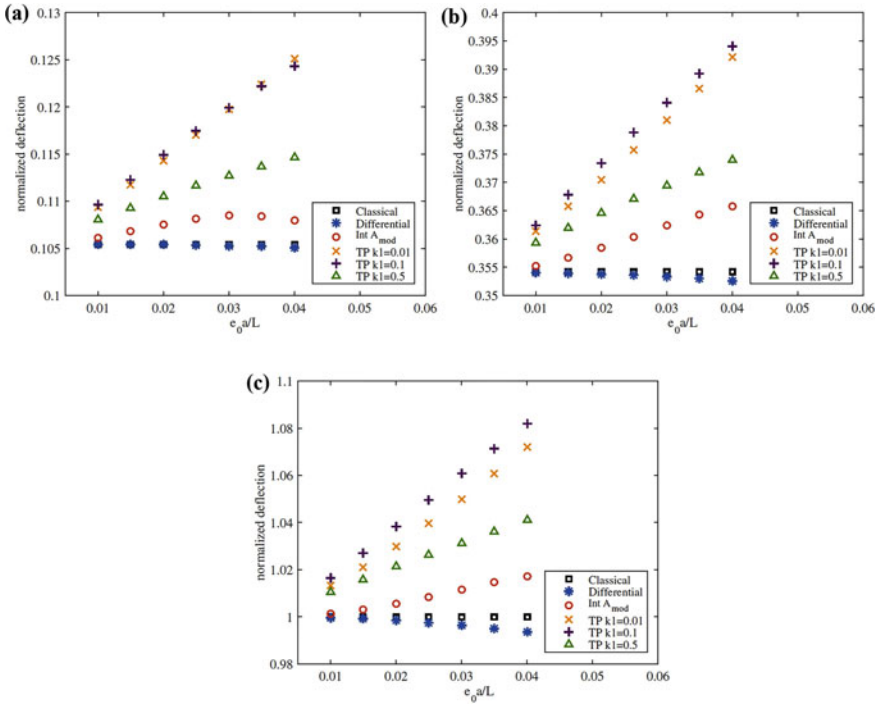 (a)
0.13
0.125
0.12
0.115
0.11
0.105
0.1
normalized deflection
0.01 0.02 0.03 0.04 0.05 0.06
e0a/L
Classical
Differential
Int Amod
TP k1=0.01
TP k1=0.1
TP k1=0.5
(b)
0.4
0.395
0.39
0.385
0.38
0.375
0.37
0.365
0.36
0.355
0.35
normalized deflection
0.01 0.02 0.03 0.04 0.05 0.06
e0a/L
Classical
Differential
Int Amod
TP k1=0.01
TP k1=0.1
TP k1=0.5
(c)
1.1
1.08
1.06
1.04
1.02
1
0.98
normalized deflection
0.01 0.02 0.03 0.04 0.05 0.06
e0a/L
Classical
Differential
Int Amod
TP k1=0.01
TP k1=0.1
TP k1=0.5